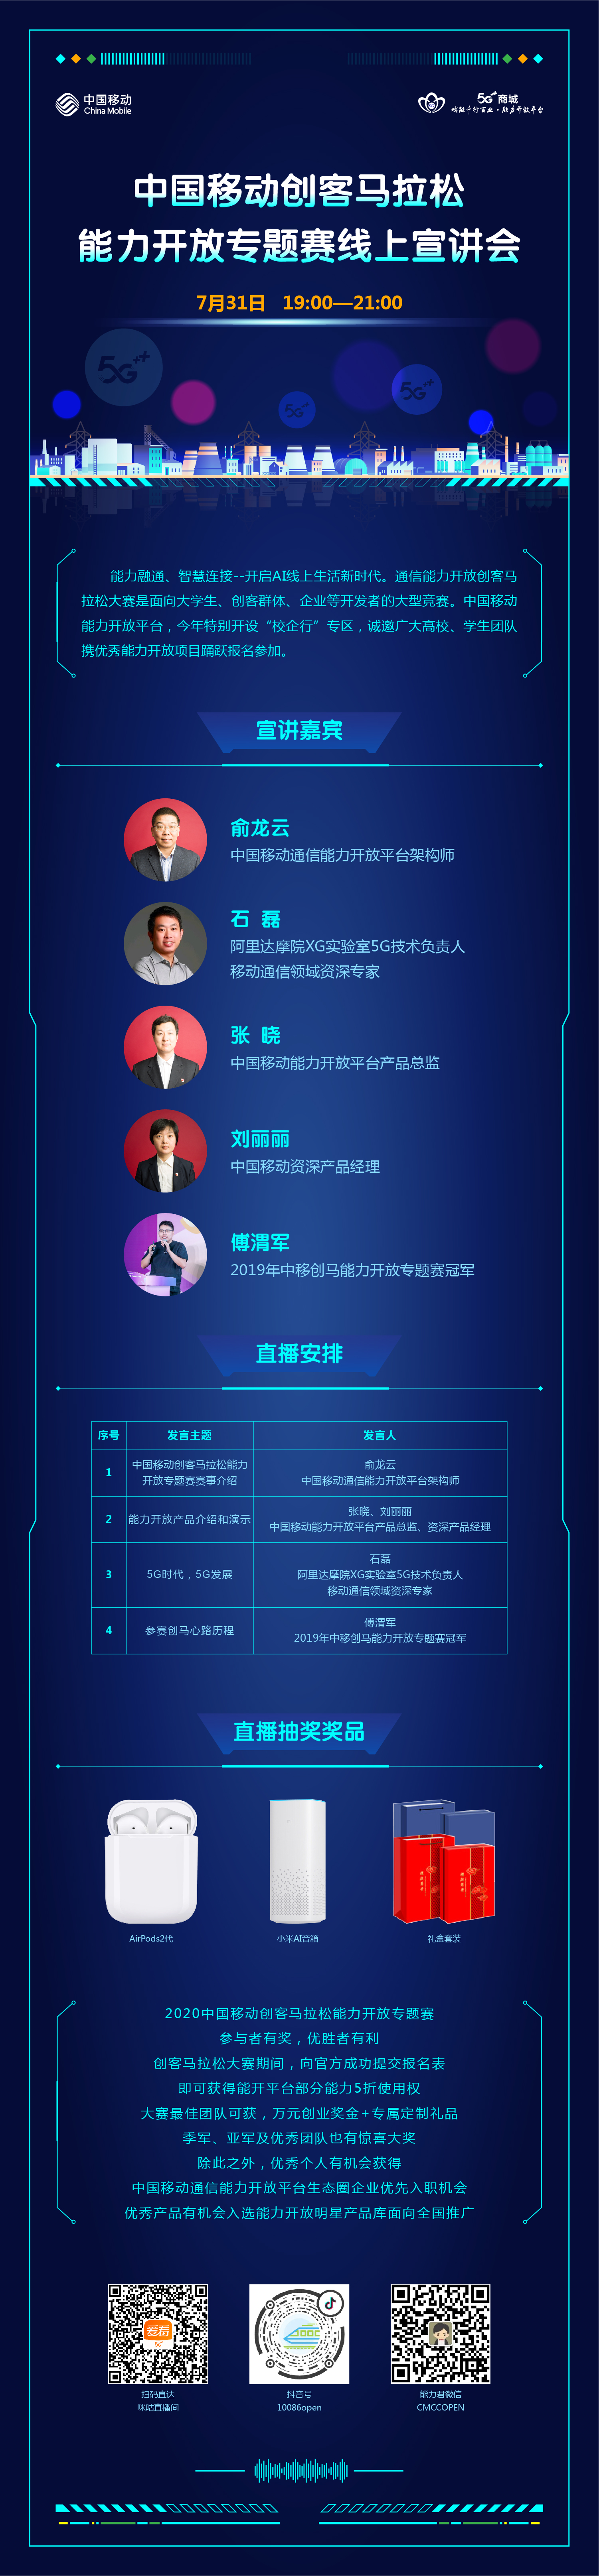 中国移动
China Mobile
5G++商城
赋能千行百业·能力开放平台
中国移动创客马拉松
能力开放专题赛线上宣讲会
7月31日 19:00—21:00
5G++
5G++
5G++
能力融通、智慧连接--开启AI线上生活新时代。通信能力开放创客马
拉松大赛是面向大学生、创客群体、企业等开发者的大型竞赛。中国移动
能力开放平台，今年特别开设“校企行”专区，诚邀广大高校、学生团队
携优秀能力开放项目踊跃报名参加。
宣讲嘉宾
俞龙云
中国移动通信能力开放平台架构师
石 磊
阿里达摩院XG实验室5G技术负责人
移动通信领域资深专家
张 晓
中国移动能力开放平台产品总监
刘丽丽
中国移动资深产品经理
傅渭军
2019年中移创马能力开放专题赛冠军
直播安排
序号 发言主题 发言人
1 中国移动创客马拉松能力
开放专题赛赛事介绍
俞龙云
中国移动通信能力开放平台架构师
2 能力开放产品介绍和演示
张晓、刘丽丽
中国移动能力开放平台产品总监、资深产品经理
3 5G时代，5G发展
石磊
阿里达摩院XG实验室5G技术负责人
移动通信领域资深专家
4 参赛创马心路历程
傅渭军
2019年中移创马能力开放专题赛冠军
直播抽奖奖品
AirPods2代
小米AI音箱
礼盒套装
2020中国移动创客马拉松能力开放专题赛
参与者有奖，优胜者有利
创客马拉松大赛期间，向官方成功提交报名表
即可获得能开平台部分能力5折使用权
大赛最佳团队可获，万元创业奖金+专属定制礼品
季军、亚军及优秀团队也有惊喜大奖
除此之外，优秀个人有机会获得
中国移动通信能力开放平台生态圈企业优先入职机会
优秀产品有机会入选能力开放明星产品库面向全国推广
爱看
扫码直达
咪咕直播间
抖音号
10086open
能力君微信
CMCCOPEN